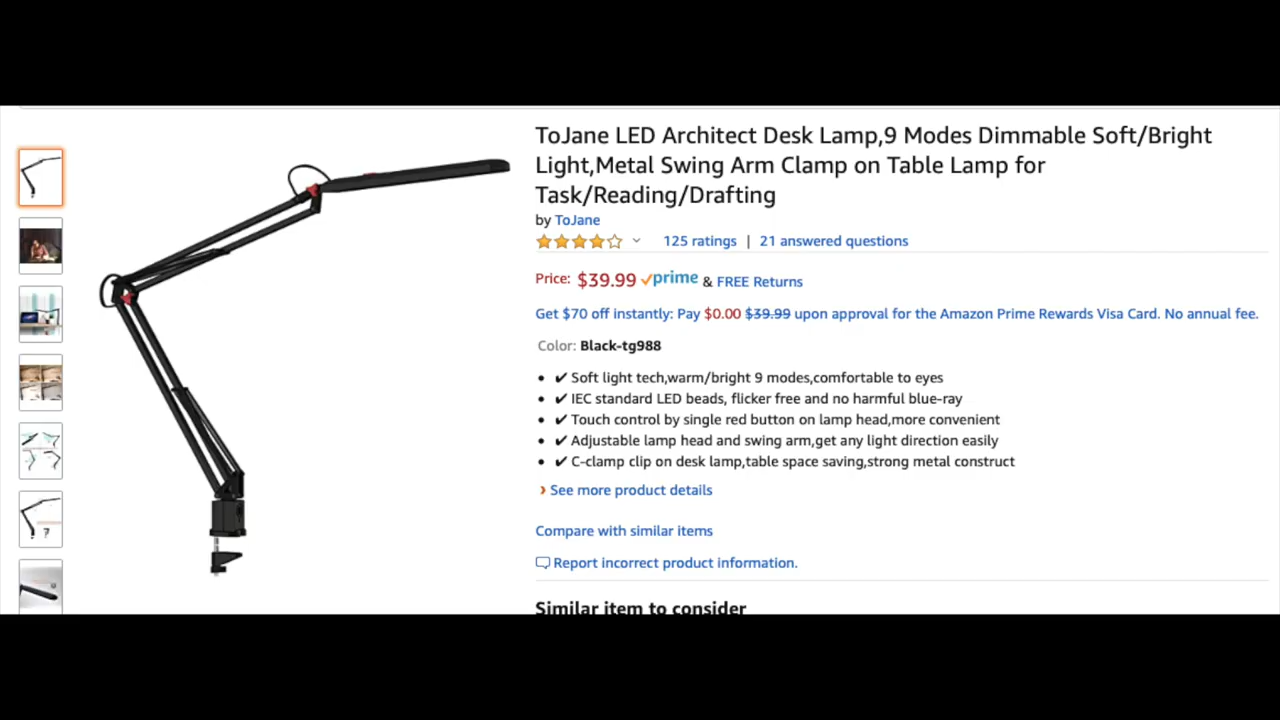 ToJane LED Architect Desk Lamp,9 Modes Dimmable Soft/Bright
Light,Metal Swing Arm Clamp on Table Lamp for
Task/Reading/Drafting
by ToJane
125 ratings | 21 answered questions
Price: $39.99 prime & FREE Returns
Get $70 off instantly: Pay $0.00 $39.99 upon approval for the Amazon Prime Rewards Visa Card. No annual fee.
Color: Black-tg988
• ✔ Soft light tech,warm/bright 9 modes,comfortable to eyes
• ✔ IEC standard LED beads, flicker free and no harmful blue-ray
• ✔ Touch control by single red button on lamp head,more convenient
• ✔ Adjustable lamp head and swing arm,get any light direction easily
• ✔ C-clamp clip on desk lamp,table space saving,strong metal construct
› See more product details
Compare with similar items
Report incorrect product information.
Similar item to consider